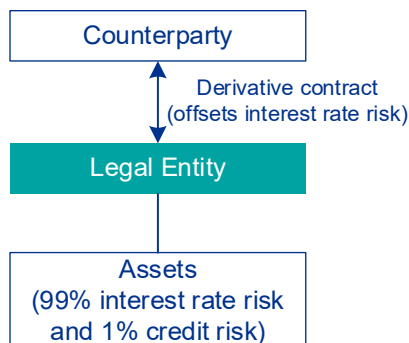 Counterparty
Derivative contract
(offsets interest rate risk)
Legal Entity
Assets
(99% interest rate risk
and 1% credit risk)